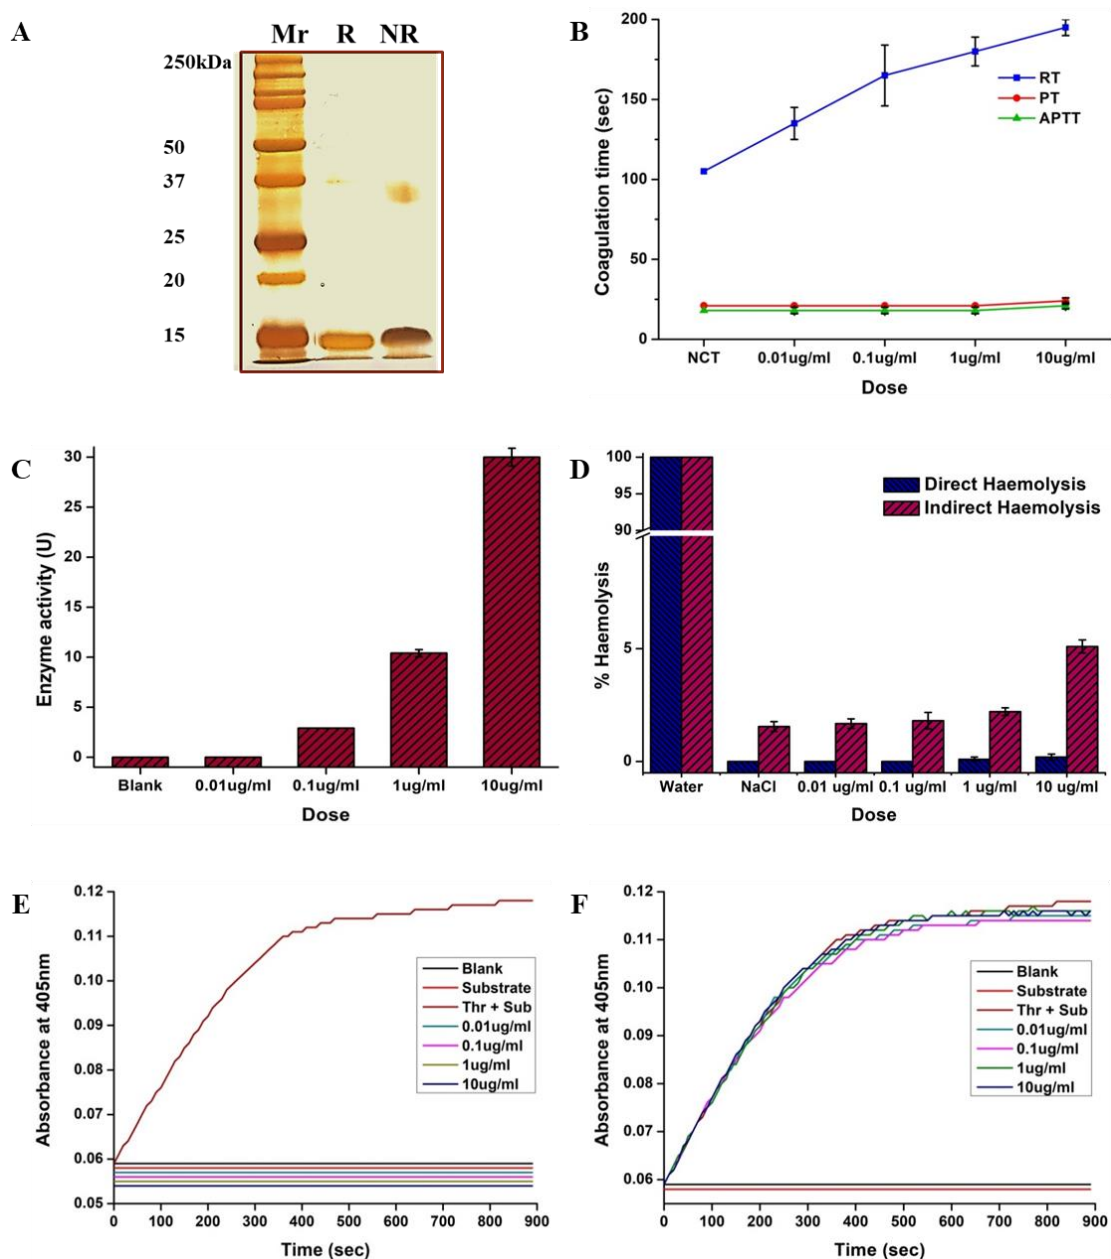 A
Mr R NR
250kDa
50
37
25
20
15
B
200
150
100
50
0
Coagulation time (sec)
RT
PT
APTT
NCT 0.01ug/ml 0.1ug/ml 1ug/ml 10ug/ml
Dose
C
30
25
20
15
10
5
0
Enzyme activity (U)
Blank 0.01ug/ml 0.1ug/ml 1ug/ml 10ug/ml
Dose
D
100
95
90
5
0
% Haemolysis
Direct Haemolysis
Indirect Haemolysis
Water NaCl 0.01 ug/ml 0.1 ug/ml 1 ug/ml 10 ug/ml
Dose
E
0.12
0.11
0.10
0.09
0.08
0.07
0.06
0.05
Absorbance at 405nm
Blank
Substrate
Thr + Sub
0.01ug/ml
0.1ug/ml
1ug/ml
10ug/ml
0 100 200 300 400 500 600 700 800 900
Time (sec)
F
0.12
0.11
0.10
0.09
0.08
0.07
0.06
Absorbance at 405nm
Blank
Substrate
Thr + Sub
0.01ug/ml
0.1ug/ml
1ug/ml
10ug/ml
0 100 200 300 400 500 600 700 800 900
Time (sec)